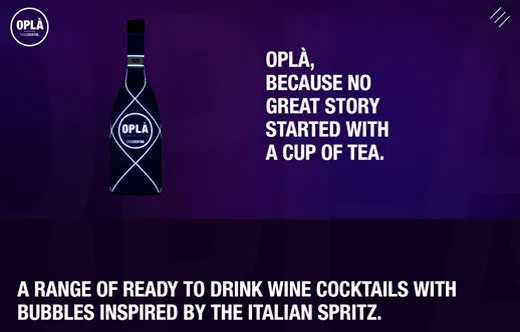 OPLÀ
OPLÀ
OPLÀ,
BECAUSE NO
GREAT STORY
STARTED WITH
A CUP OF TEA.
A RANGE OF READY TO DRINK WINE COCKTAILS WITH
BUBBLES INSPIRED BY THE ITALIAN SPRITZ.